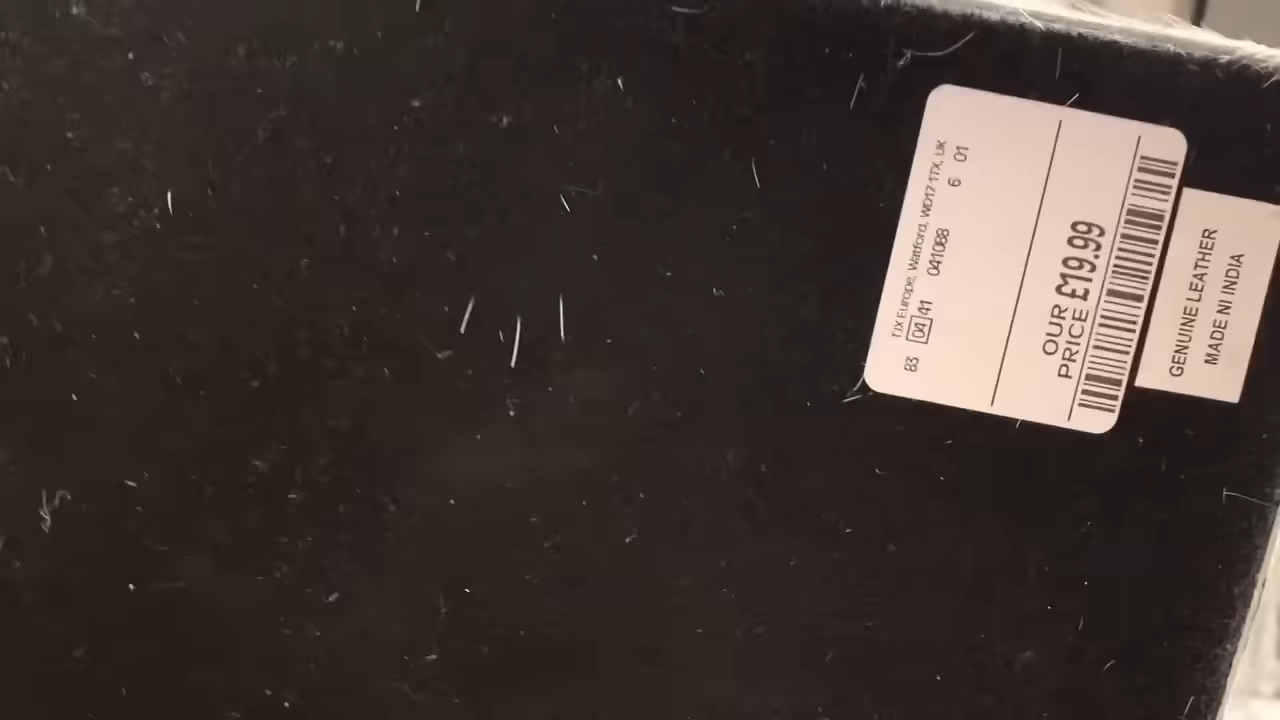 TJX Europe, Watford, WD17 1TX, UK
83 04 41 041088
6 01
OUR
PRICE £19.99
GENUINE LEATHER
MADE NI INDIA